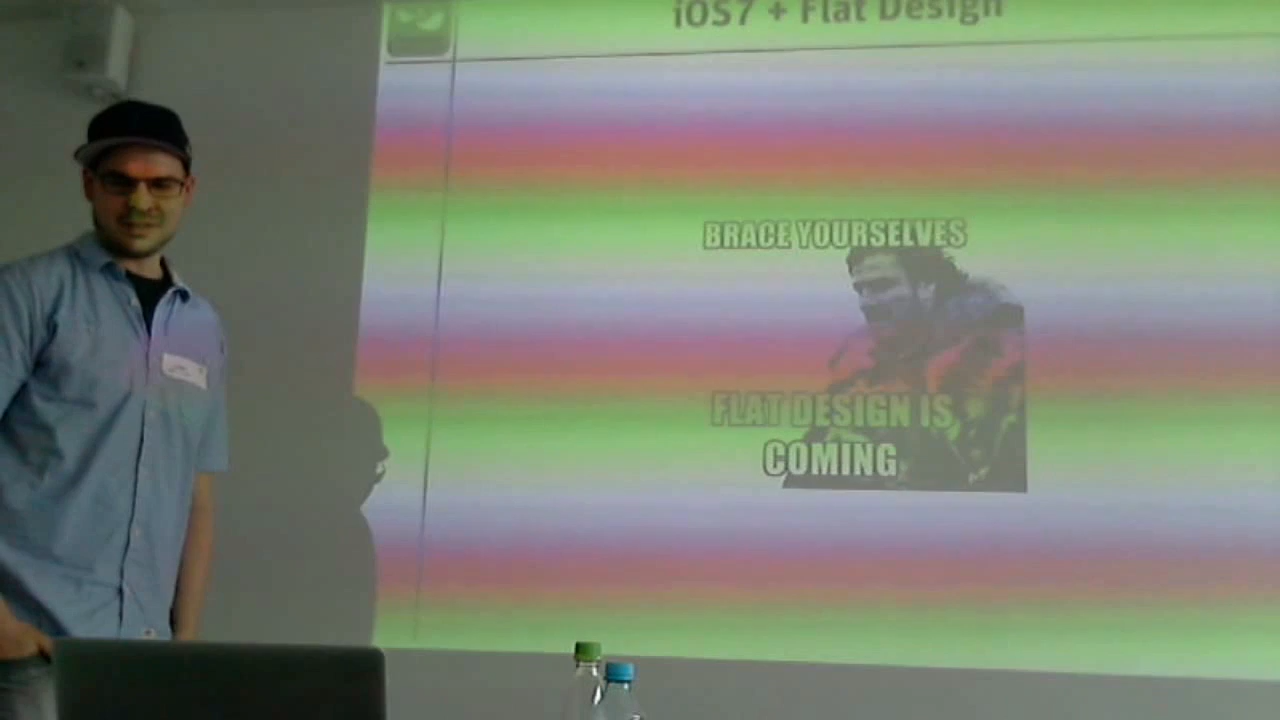 iOS7 + Flat Design
BRACE YOURSELVES
FLAT DESIGN IS
COMING